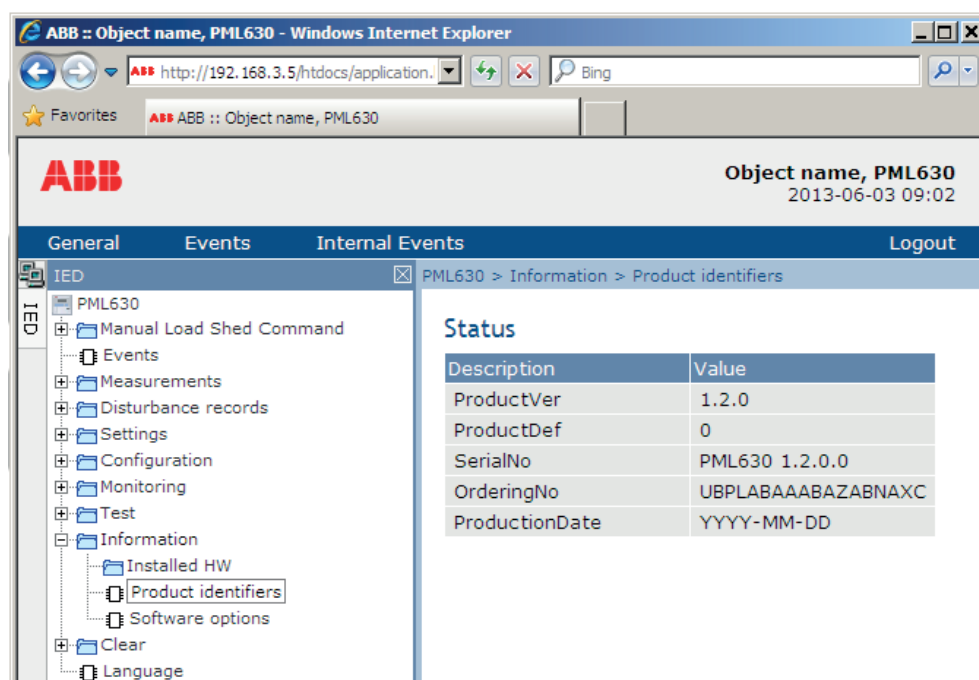 ABB :: Object name, PML630 - Windows Internet Explorer
ABB http://192.168.3.5/htdocs/application. Bing
Favorites ABB ABB :: Object name, PML630
ABB
Object name, PML630
2013-06-03 09:02
General Events Internal Events Logout
IED
IED
PML630 > Information > Product identifiers
PML630
Manual Load Shed Command
Events
Measurements
Disturbance records
Settings
Configuration
Monitoring
Test
Information
Installed HW
Product identifiers
Software options
Clear
Language
Status
Description Value
ProductVer 1.2.0
ProductDef 0
SerialNo PML630 1.2.0.0
OrderingNo UBPLABAAABAZABNAXC
ProductionDate YYYY-MM-DD